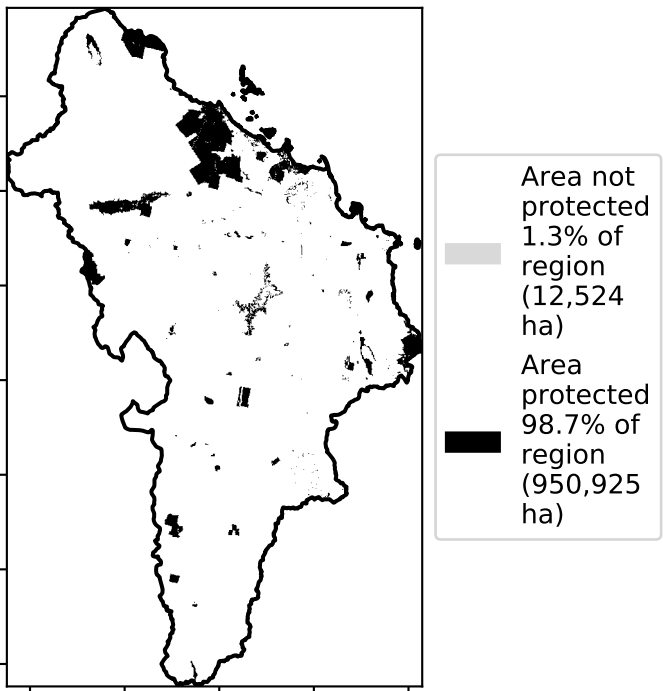 Area not
protected
1.3% of
region
(12,524
ha)
Area
protected
98.7% of
region
(950,925
ha)